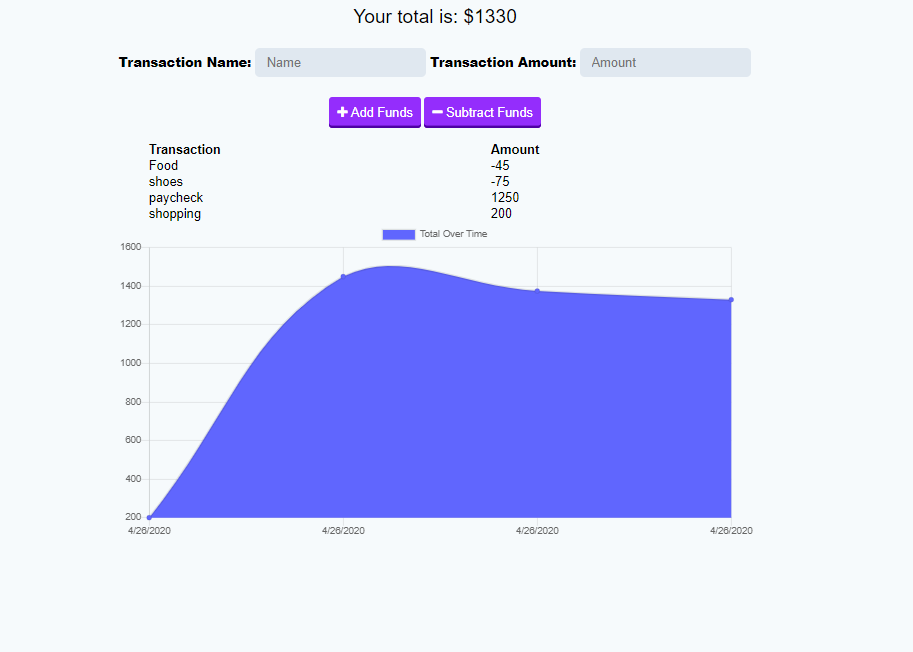 Your total is: $1330
Transaction Name: Name Transaction Amount: Amount
Add Funds Subtract Funds
Transaction Amount
Food -45
shoes -75
paycheck 1250
shopping 200
Total Over Time
1600
1400
1200
1000
800
600
400
200
4/26/2020 4/26/2020 4/26/2020 4/26/2020